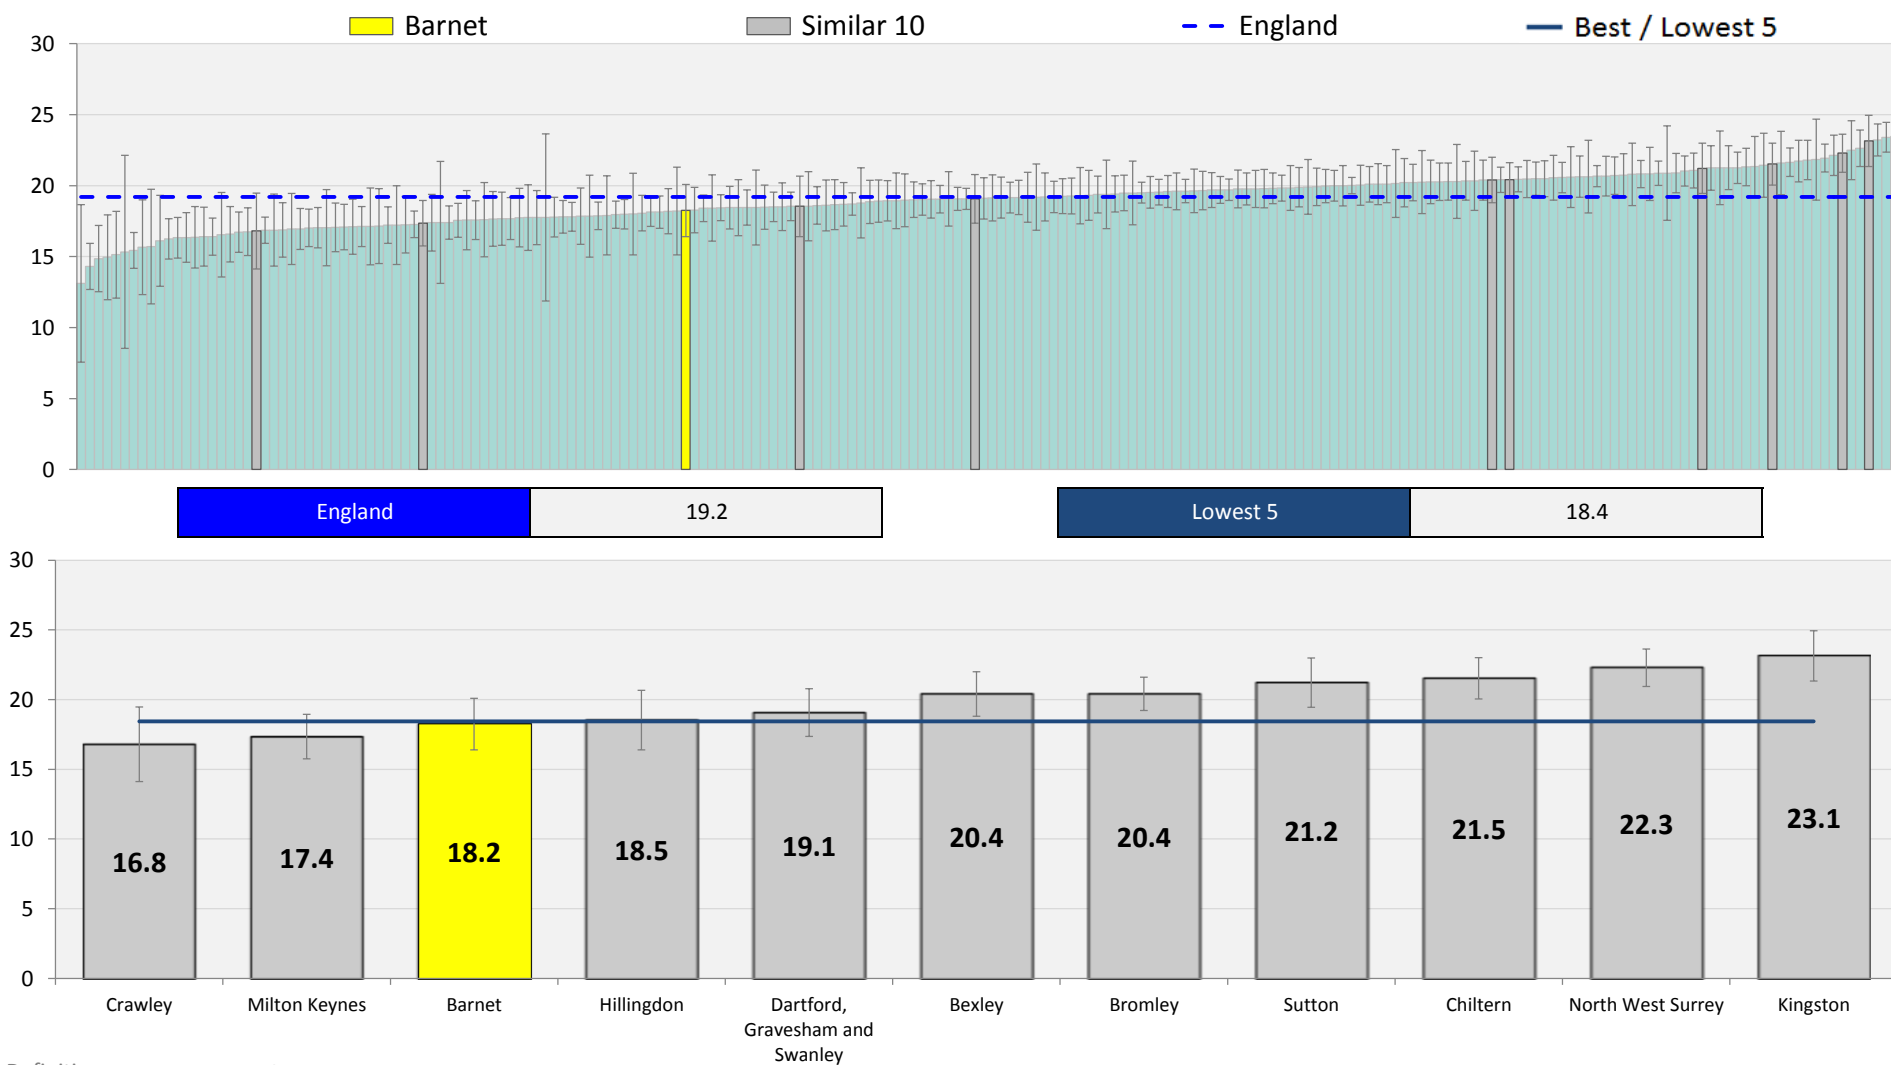 Barnet
Similar 10
England
Best / Lowest 5
30
25
20
15
10
5
0
England 19.2
Lowest 5 18.4
30
25
20
15
10
5
0
16.8 17.4 18.2 18.5 19.1 20.4 20.4 21.2 21.5 22.3 23.1
Crawley
Milton Keynes
Barnet
Hillingdon
Dartford,
Gravesham and
Swanley
Bexley
Bromley
Sutton
Chiltern
North West Surrey
Kingston